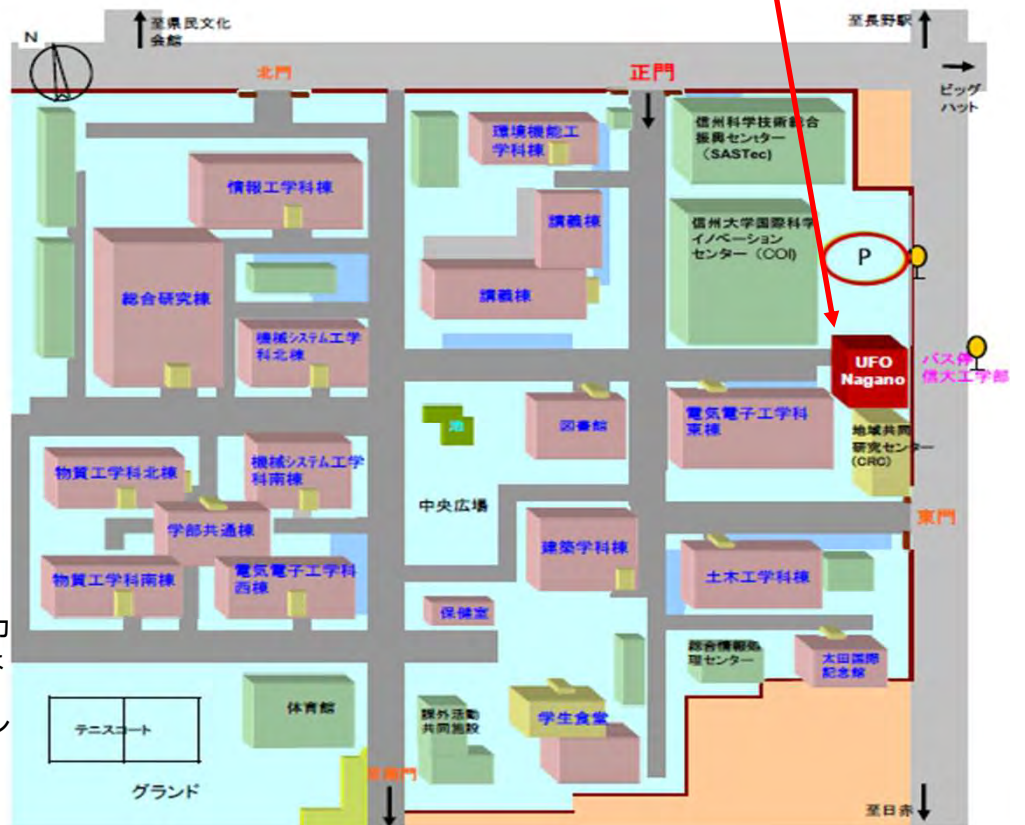 至県民文化
会館
至長野駅
N
北門
正門
ビッグ
ハット
環境機能工
学科棟
信州科学技術総合
振興センター
(SASTec)
情報工学科棟
講義棟
信州大学国際科学
イノベーション
センター(COI)
P
総合研究棟
講義棟
機械システム工学
科北棟
UFO
Nagano
バス停
信大工学部
池
図書館
電気電子工学科
東棟
地域共同
研究センター
(CRC)
物質工学科北棟
機械システム工学
科南棟
中央広場
東門
学部共通棟
建築学科棟
物質工学科南棟
電気電子工学科
西棟
土木工学科棟
保健室
総合情報処
理センター
太田国際
記念館
体育館
課外活動
共同施設
学生食堂
テニスコート
グランド
至南門
至日赤